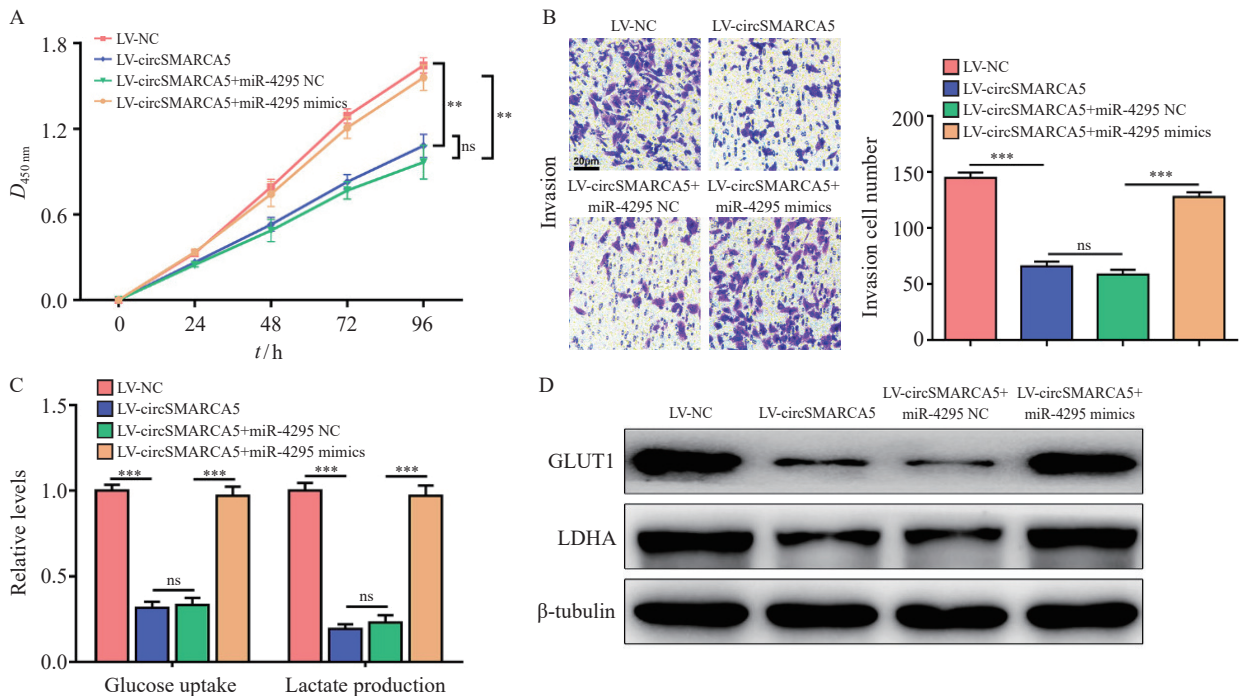 A
LV-NC
LV-circSMARCA5
LV-circSMARCA5+miR-4295 NC
LV-circSMARCA5+miR-4295 mimics
1.8
1.2
0.6
0.0
D450 nm
**
**
ns
0
24
48
72
96
t/h
B
LV-NC
LV-circSMARCA5
20μm
LV-circSMARCA5+
miR-4295 NC
LV-circSMARCA5+
miR-4295 mimics
Invasion
LV-NC
LV-circSMARCA5
LV-circSMARCA5+miR-4295 NC
LV-circSMARCA5+miR-4295 mimics
200
150
100
50
0
Invasion cell number
***
ns
***
C
LV-NC
LV-circSMARCA5
LV-circSMARCA5+miR-4295 NC
LV-circSMARCA5+miR-4295 mimics
1.5
1.0
0.5
0.0
Relative levels
***
***
***
***
ns
ns
Glucose uptake
Lactate production
D
LV-NC
LV-circSMARCA5
LV-circSMARCA5+
miR-4295 NC
LV-circSMARCA5+
miR-4295 mimics
GLUT1
LDHA
β-tubulin